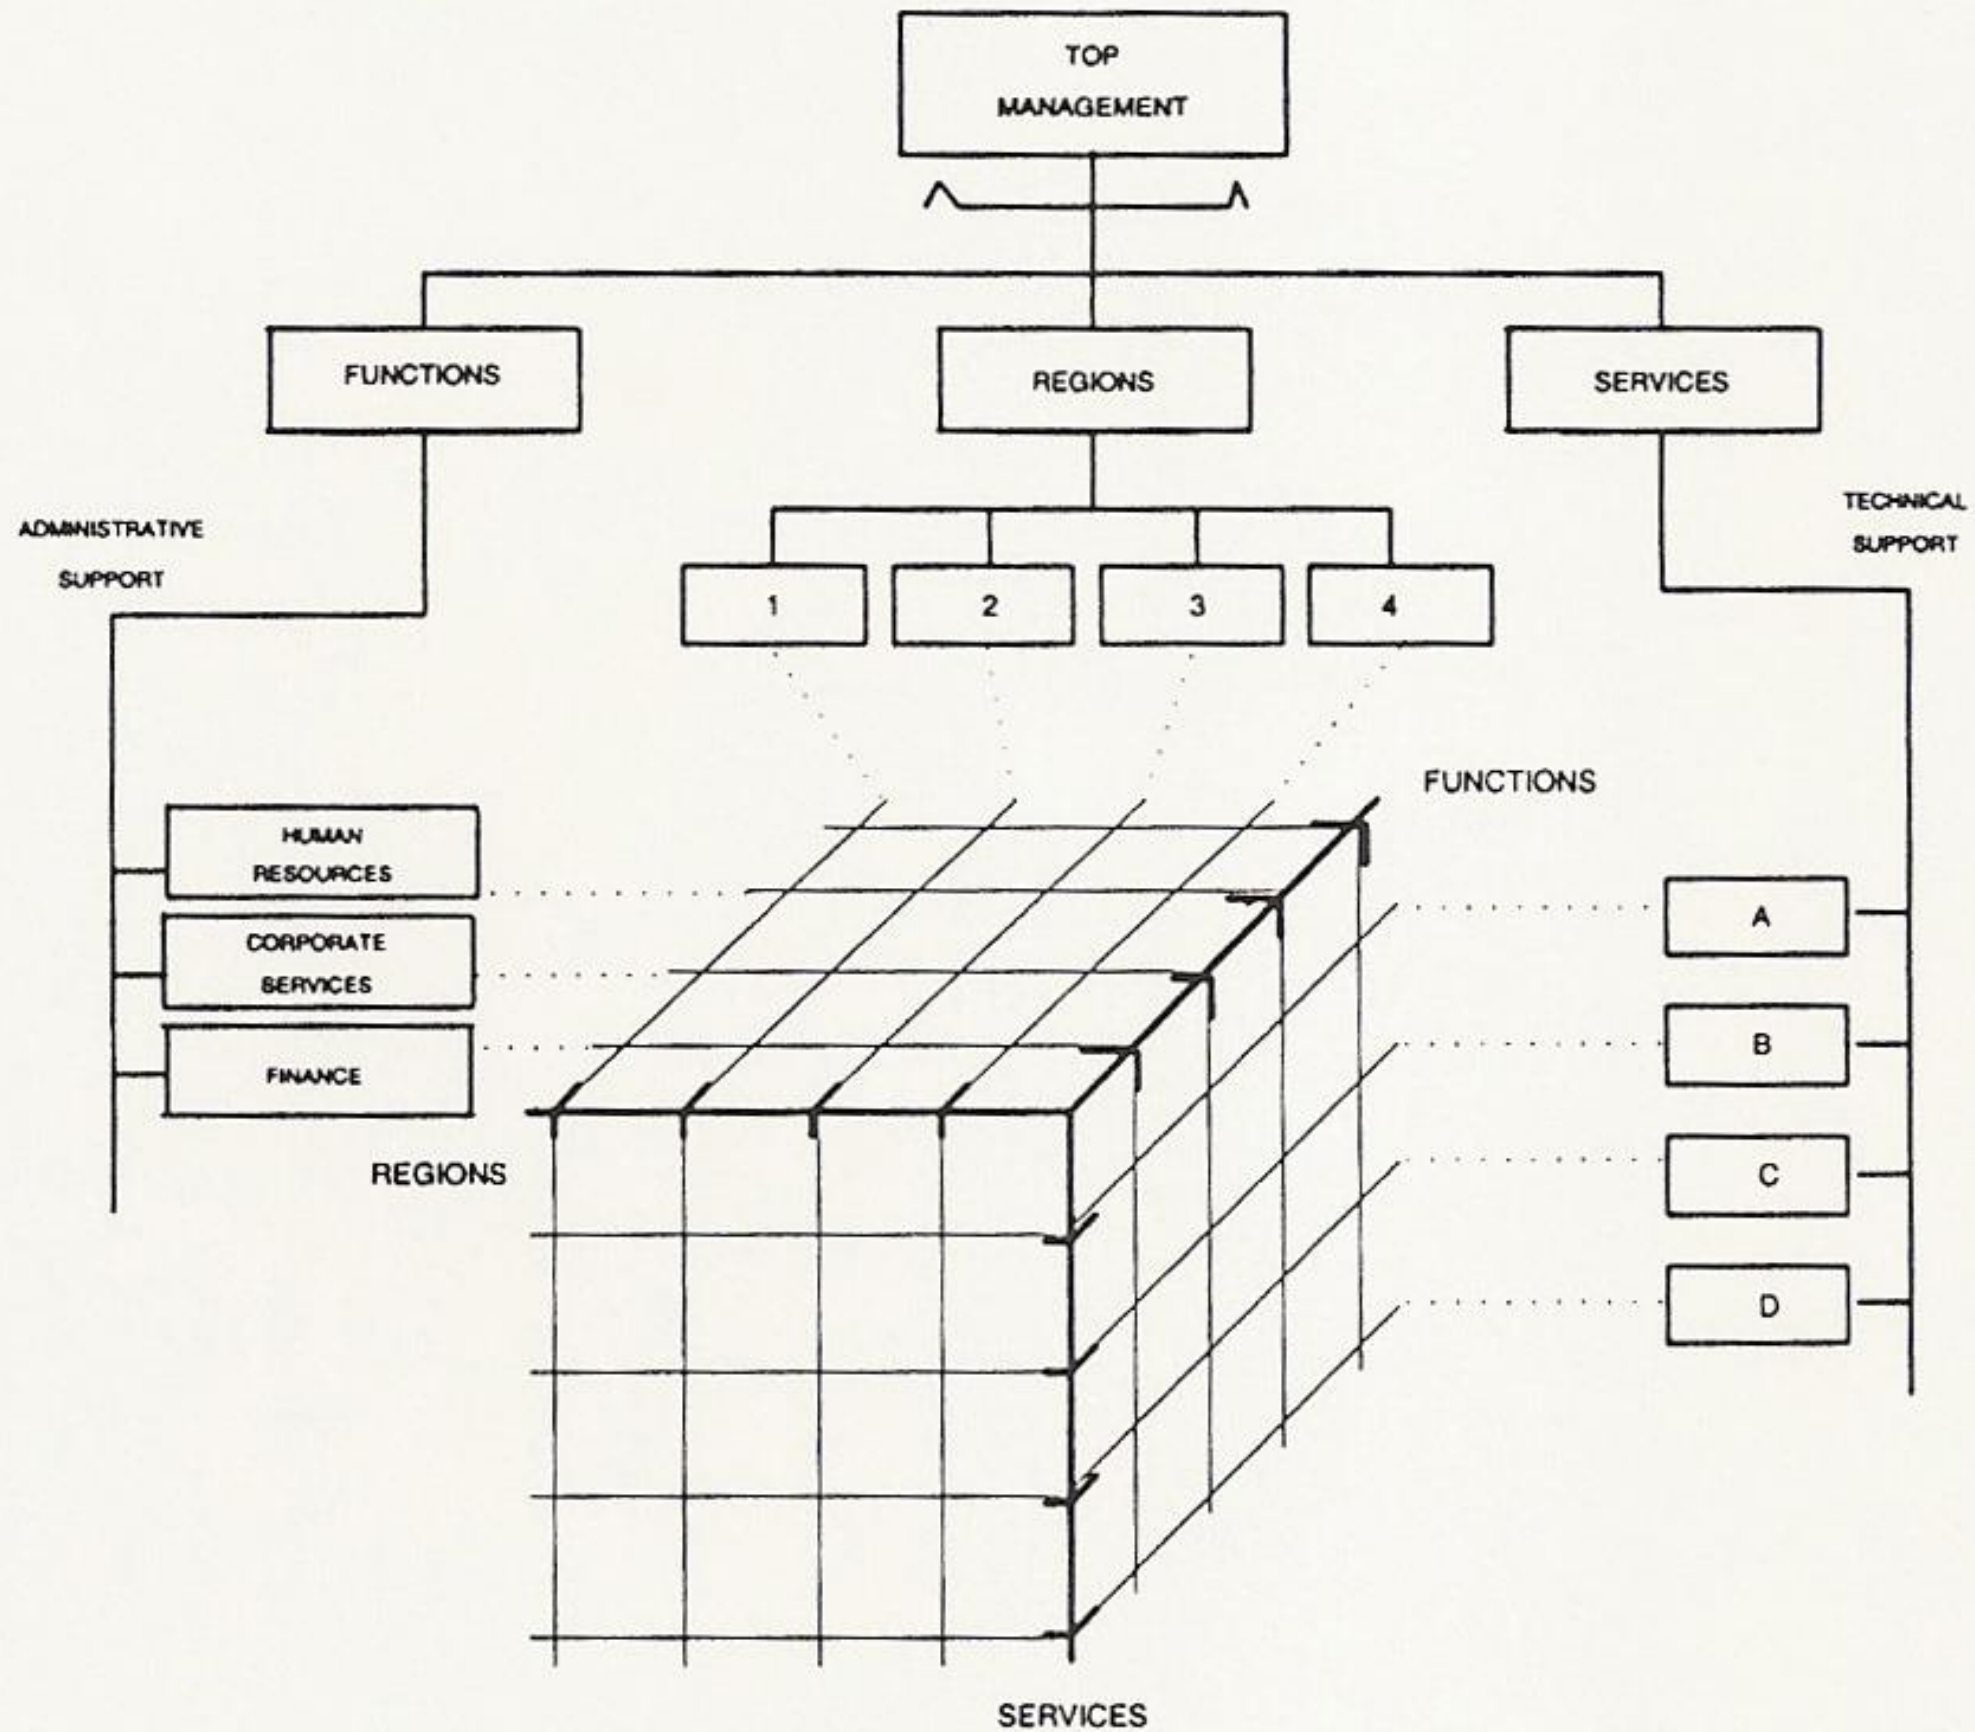 TOP
MANAGEMENT
FUNCTIONS
REGIONS
SERVICES
ADMINISTRATIVE
SUPPORT
TECHNICAL
SUPPORT
1
2
3
4
FUNCTIONS
HUMAN
RESOURCES
CORPORATE
SERVICES
FINANCE
A
B
C
D
REGIONS
SERVICES